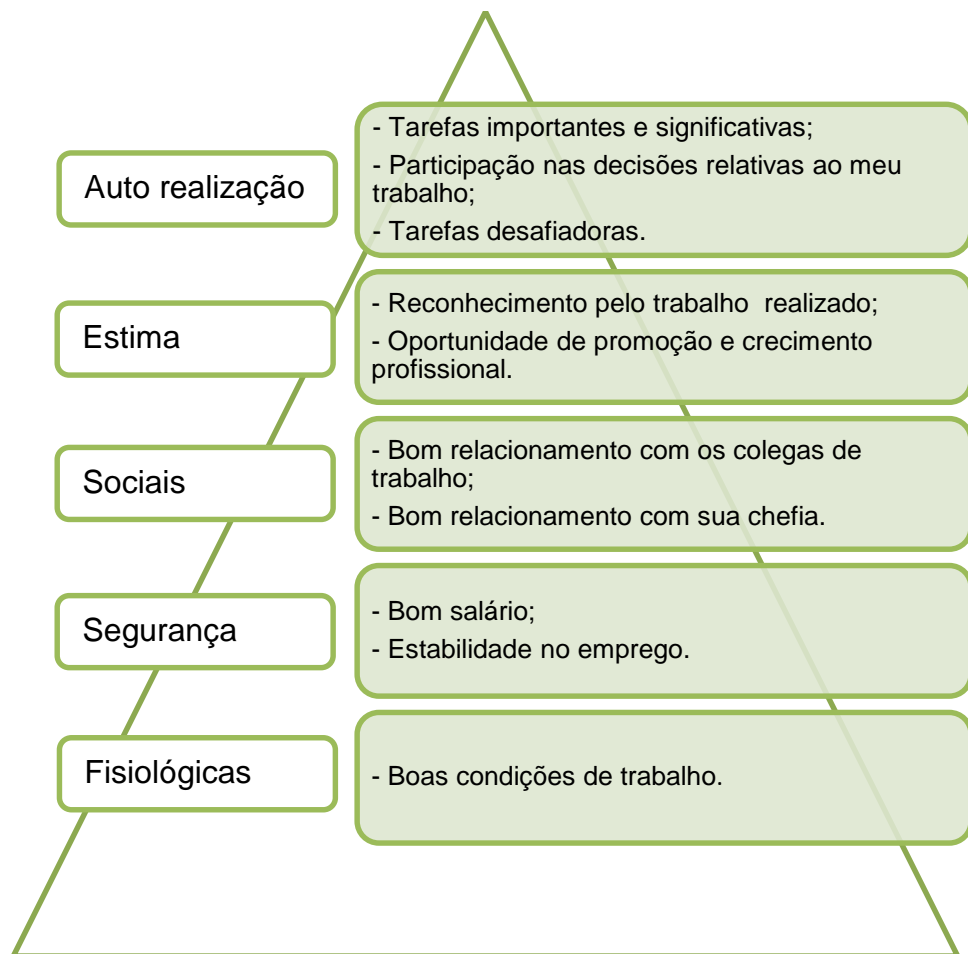 Auto realização
- Tarefas importantes e significativas;
- Participação nas decisões relativas ao meu
trabalho;
- Tarefas desafiadoras.
Estima
- Reconhecimento pelo trabalho  realizado;
- Oportunidade de promoção e crecimento
profissional.
Sociais
- Bom relacionamento com os colegas de
trabalho;
- Bom relacionamento com sua chefia.
Segurança
- Bom salário;
- Estabilidade no emprego.
Fisiológicas
- Boas condições de trabalho.